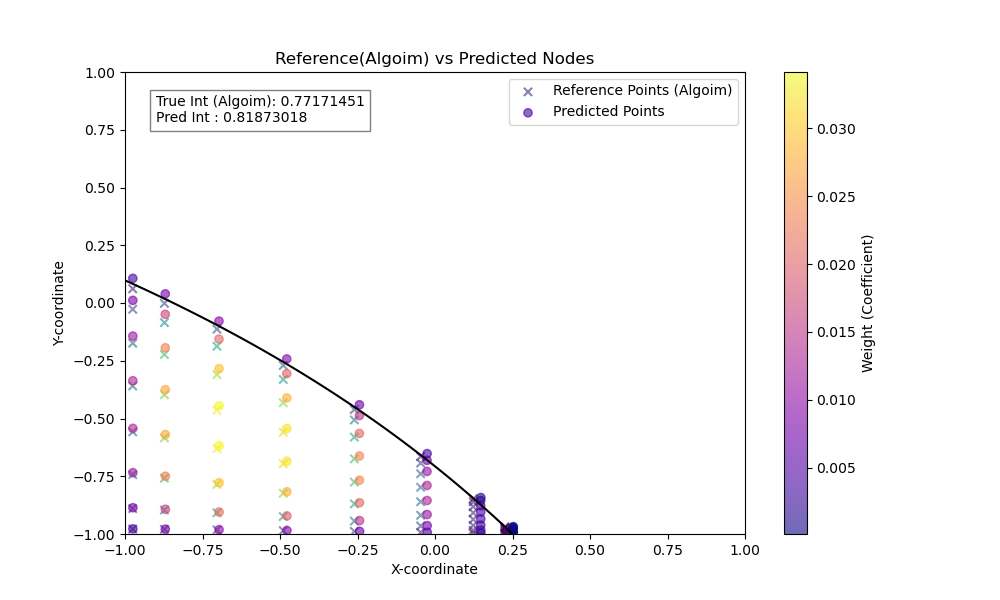 Reference(Algoim) vs Predicted Nodes
True Int (Algoim): 0.77171451
Pred Int : 0.81873018
Reference Points (Algoim)
Predicted Points
Y-coordinate
1.00
0.75
0.50
0.25
0.00
−0.25
−0.50
−0.75
−1.00
−1.00 −0.75 −0.50 −0.25 0.00 0.25 0.50 0.75 1.00
X-coordinate
0.030
0.025
0.020
0.015
0.010
0.005
Weight (Coefficient)